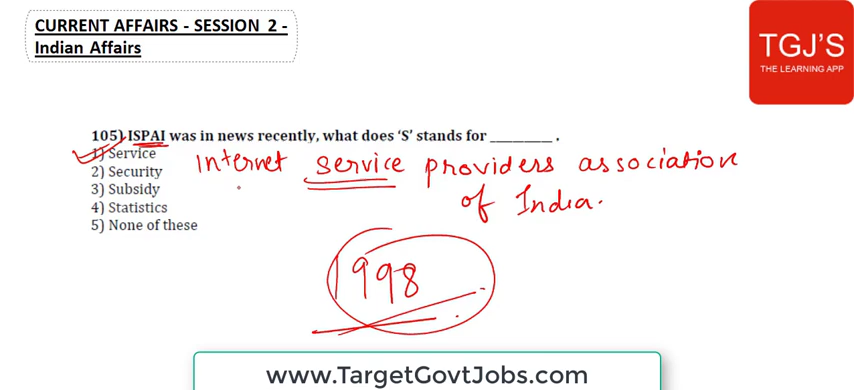 CURRENT AFFAIRS - SESSION 2 -
Indian Affairs
TGJ'S
THE LEARNING APP
105) ISPAI was in news recently, what does ‘S’ stands for ________ .
1) Service
2) Security
3) Subsidy
4) Statistics
5) None of these
Internet service providers association
of India.
1998
www.TargetGovtJobs.com